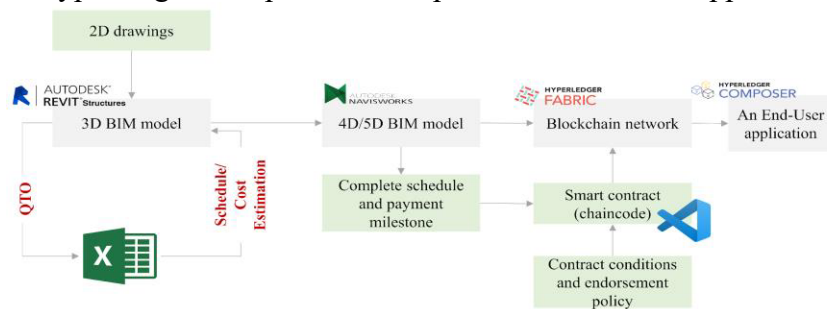 2D drawings
AUTODESK
REVIT Structures
3D BIM model
AUTODESK
NAVISWORKS
4D/5D BIM model
HYPERLEDGER
FABRIC
Blockchain network
HYPERLEDGER
COMPOSER
An End-User
application
QTO
Schedule/
Cost
Estimation
X
Complete schedule
and payment
milestone
Smart contract
(chaincode)
Contract conditions
and endorsement
policy